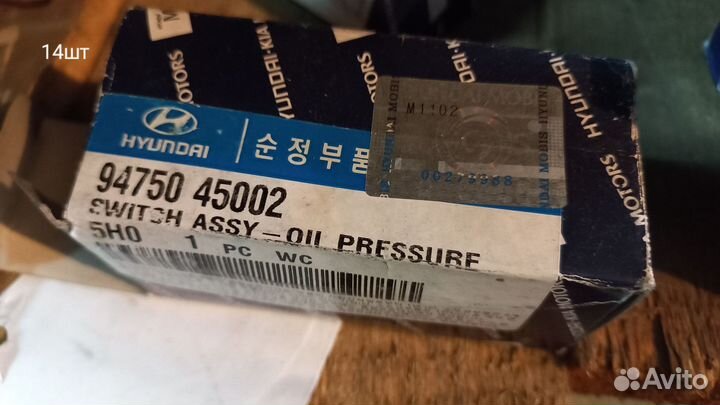 14шт
MOTORS
HYUNDAI-KIA MOTORS
HYUNDAI
순정부품
HYUNDAI MOBIS HYUN
M1102
94750 45002
SWITCH ASSY-OIL PRESSURE
5H0 1 PC WC
MOTORS HYUNDAI
Avito